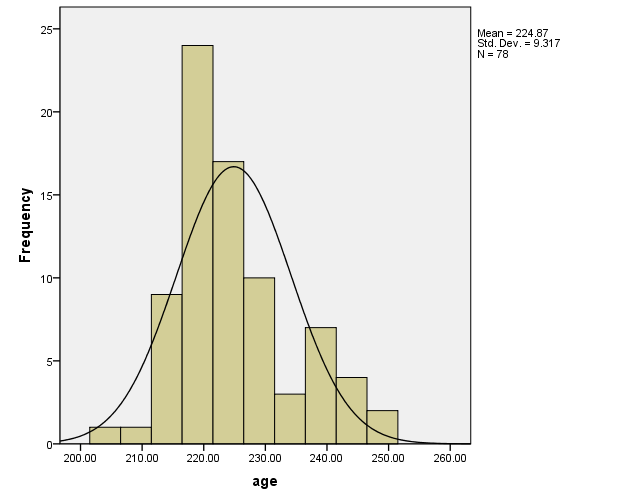 Mean = 224.87
Std. Dev. = 9.317
N = 78
Frequency
25
20
15
10
5
0
200.00 210.00 220.00 230.00 240.00 250.00 260.00
age